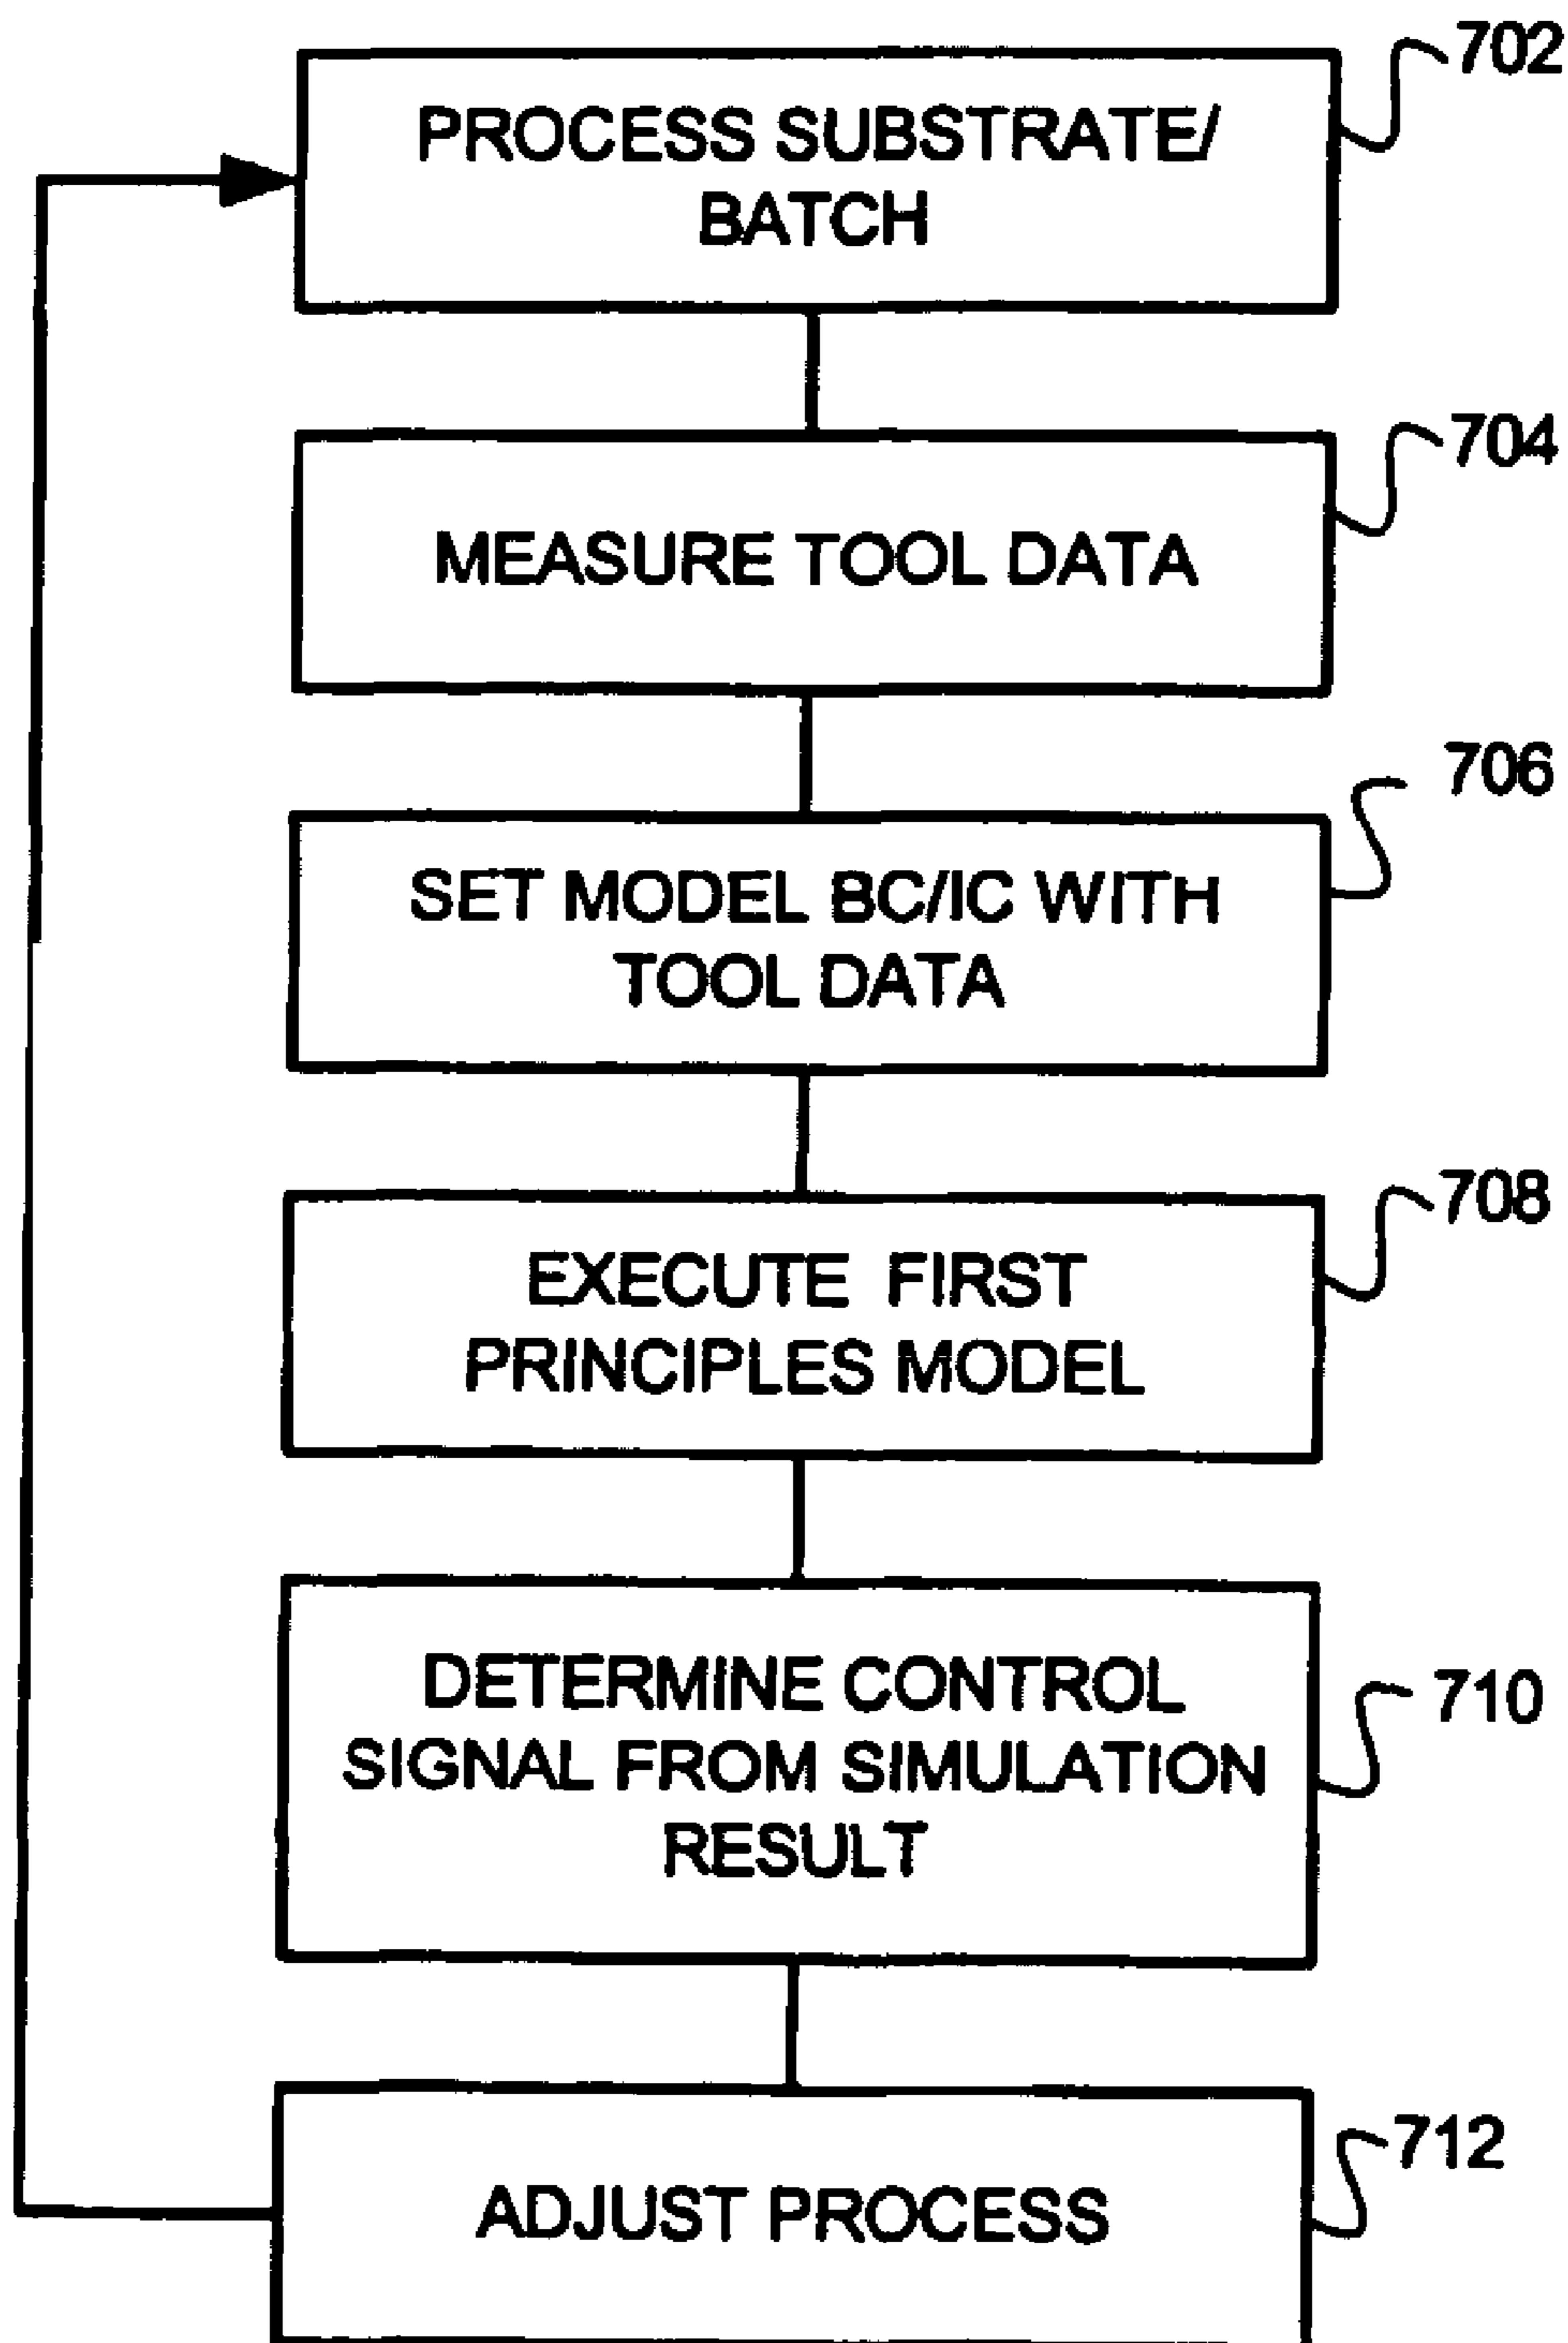 702
PROCESS SUBSTRATE/
BATCH
704
MEASURE TOOL DATA
706
SET MODEL BC/IC WITH
TOOL DATA
708
EXECUTE FIRST
PRINCIPLES MODEL
710
DETERMINE CONTROL
SIGNAL FROM SIMULATION
RESULT
712
ADJUST PROCESS